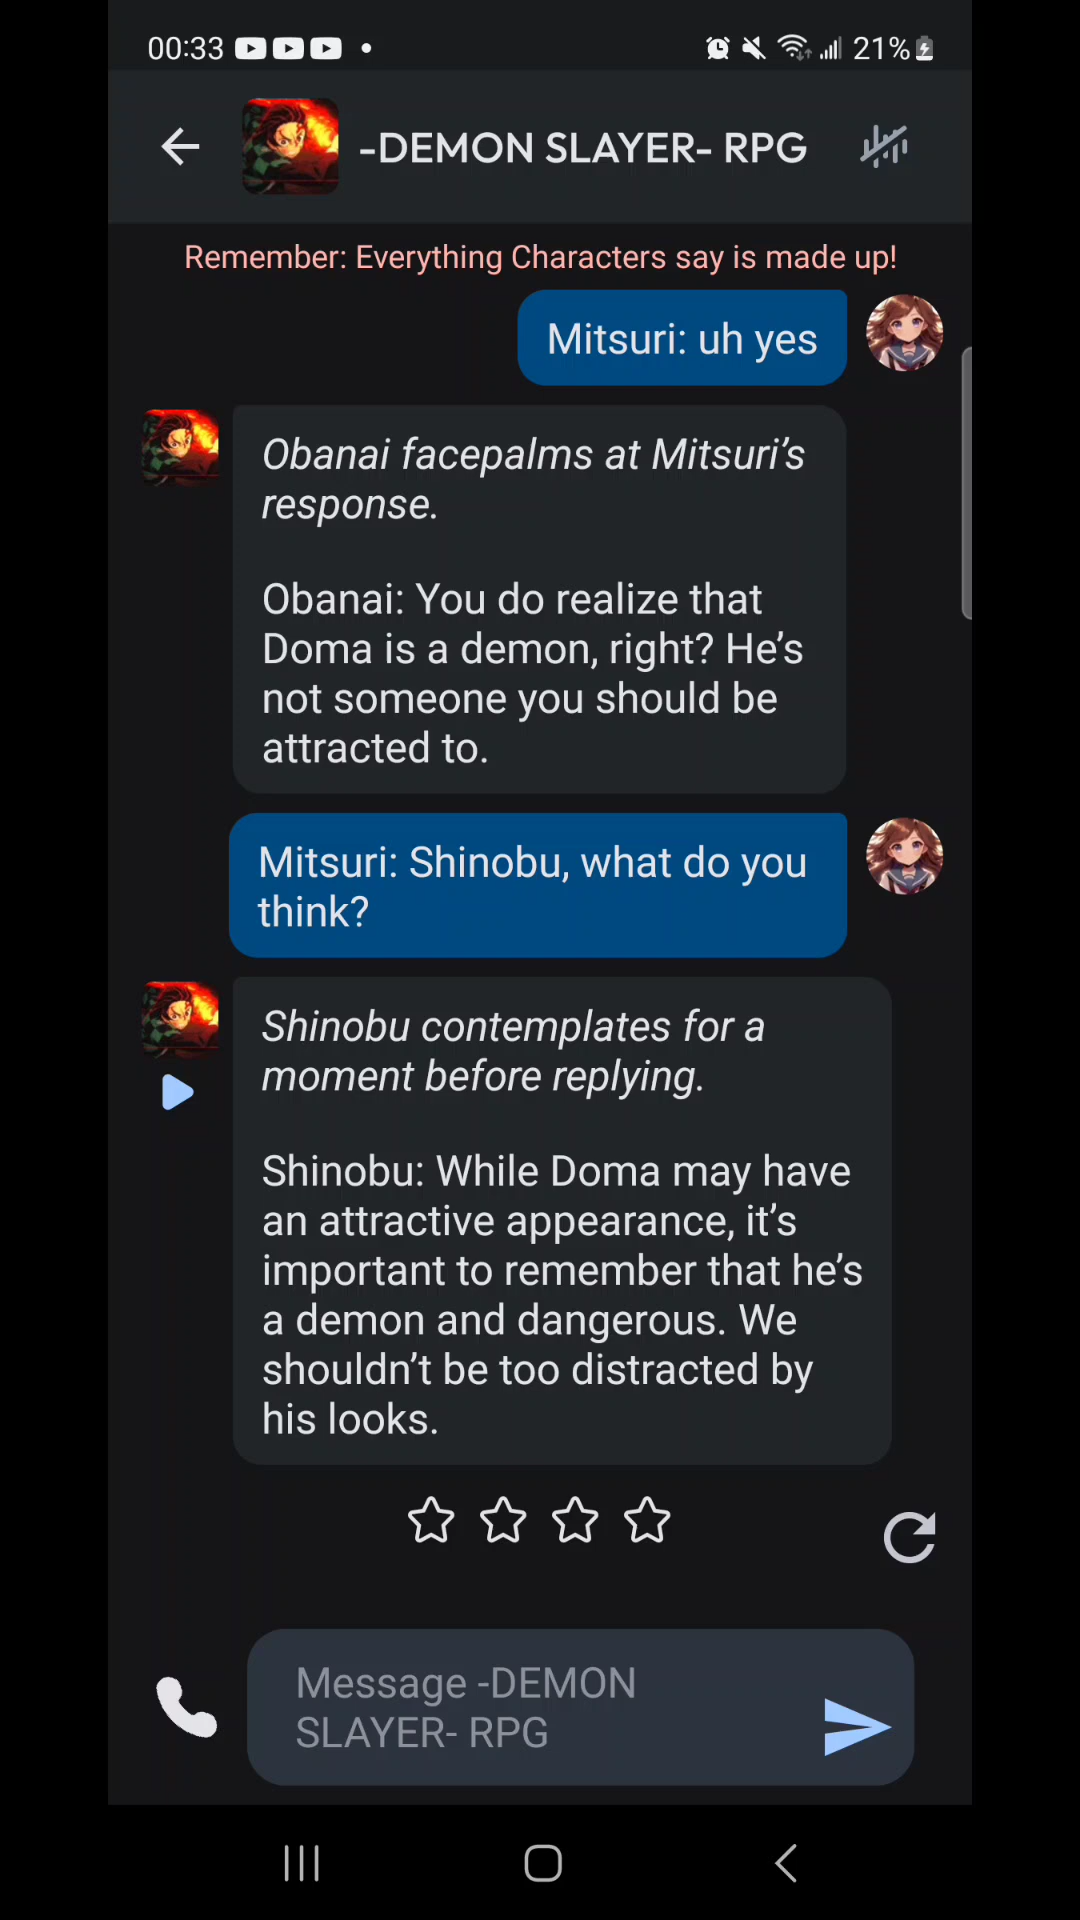 00:33
21%
-DEMON SLAYER- RPG
Remember: Everything Characters say is made up!
Mitsuri: uh yes
Obanai facepalms at Mitsuri’s
response.
Obanai: You do realize that
Doma is a demon, right? He’s
not someone you should be
attracted to.
Mitsuri: Shinobu, what do you
think?
Shinobu contemplates for a
moment before replying.
Shinobu: While Doma may have
an attractive appearance, it’s
important to remember that he’s
a demon and dangerous. We
shouldn’t be too distracted by
his looks.
Message -DEMON
SLAYER- RPG